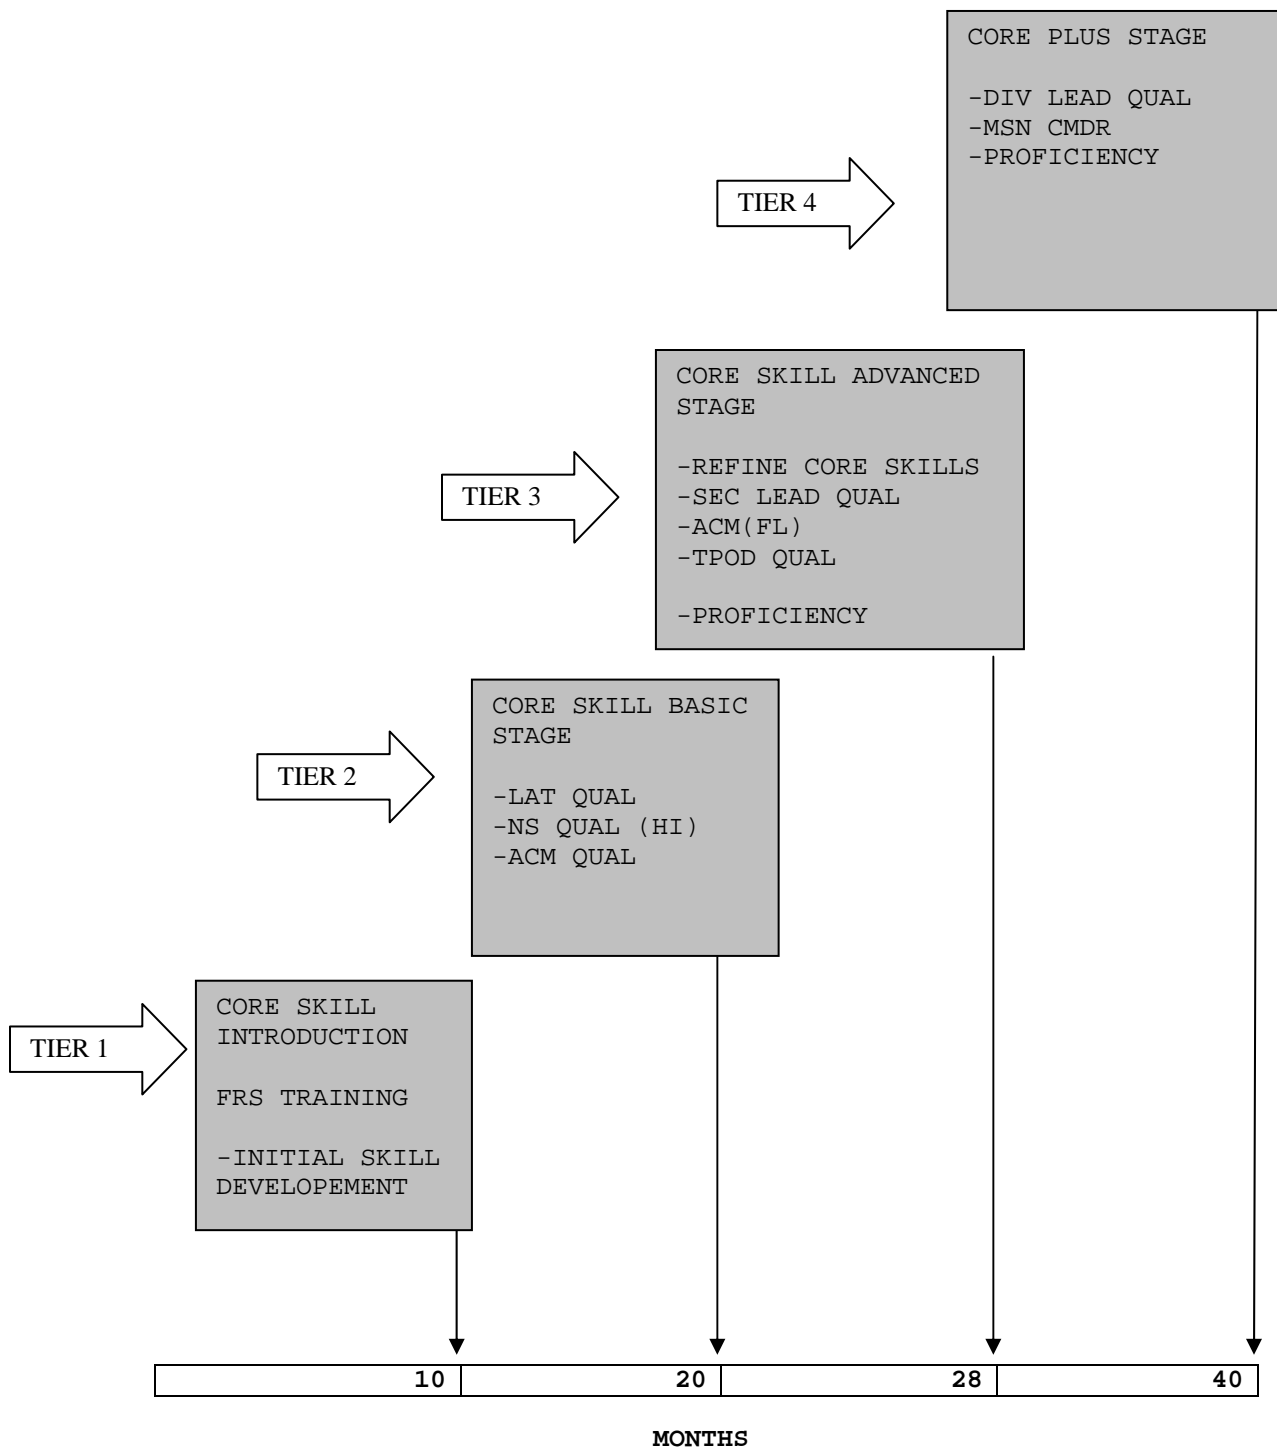 CORE PLUS STAGE
-DIV LEAD QUAL
-MSN CMDR
-PROFICIENCY
TIER 4
CORE SKILL ADVANCED
STAGE
-REFINE CORE SKILLS
-SEC LEAD QUAL
-ACM(FL)
-TPOD QUAL
-PROFICIENCY
TIER 3
CORE SKILL BASIC
STAGE
-LAT QUAL
-NS QUAL (HI)
-ACM QUAL
TIER 2
CORE SKILL
INTRODUCTION
FRS TRAINING
-INITIAL SKILL
DEVELOPEMENT
TIER 1
10 20 28 40
MONTHS